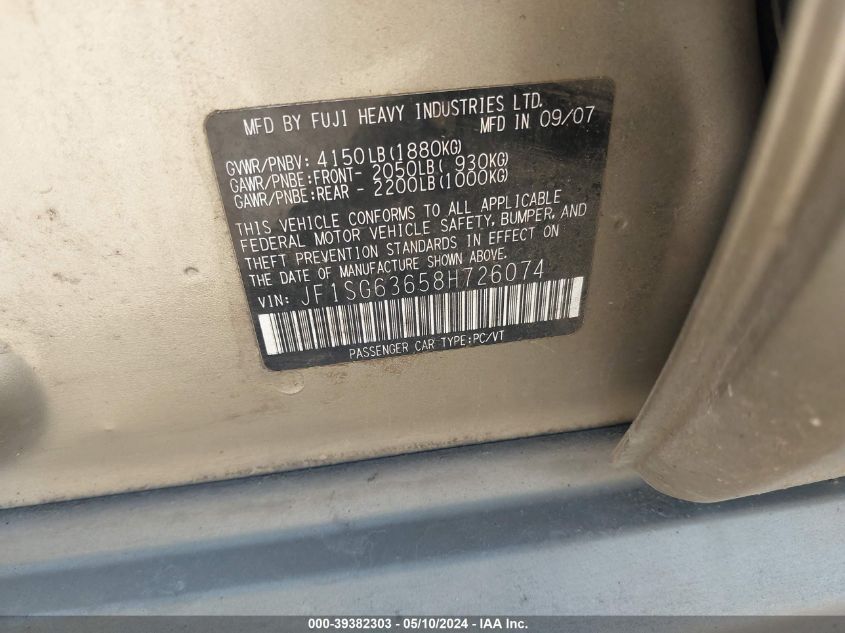 MFD BY FUJI HEAVY INDUSTRIES LTD.
MFD IN 09/07
GVWR/PNBV: 4150LB(1880KG)
GAWR/PNBE:FRONT- 2050LB( 930KG)
GAWR/PNBE:REAR - 2200LB(1000KG)
THIS VEHICLE CONFORMS TO ALL APPLICABLE
FEDERAL MOTOR VEHICLE SAFETY, BUMPER, AND
THEFT PREVENTION STANDARDS IN EFFECT ON
THE DATE OF MANUFACTURE SHOWN ABOVE.
VIN: JF1SG63658H726074
PASSENGER CAR TYPE:PC/VT
000-39382303 - 05/10/2024 - IAA Inc.